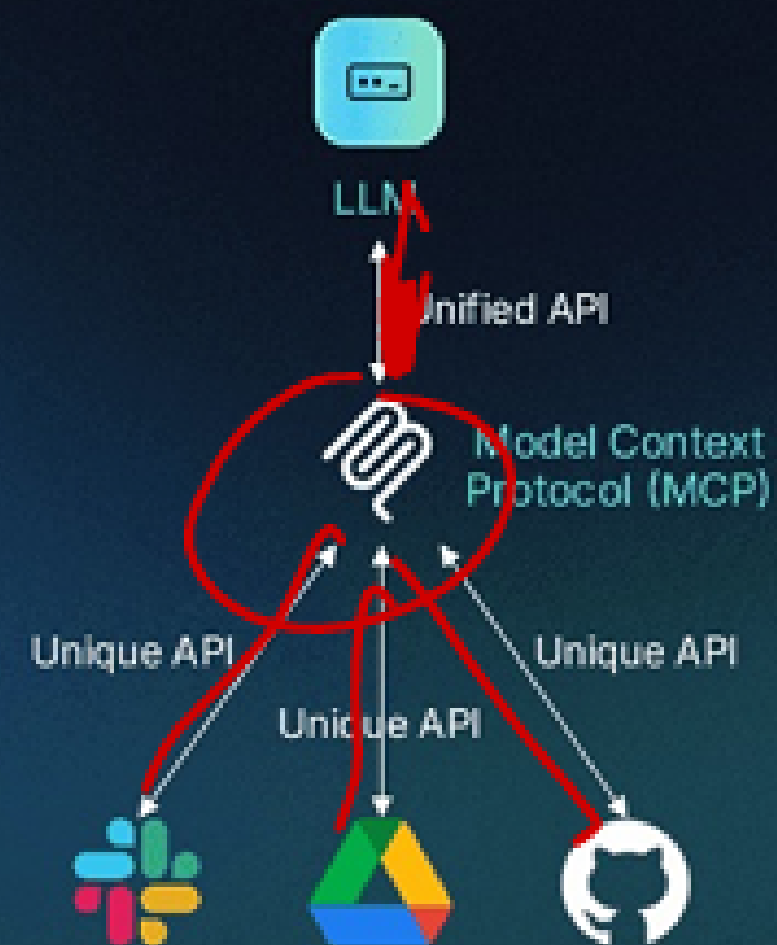 LLM
Unified API
Model Context
Protocol (MCP)
Unique API
Unique API
Unique API